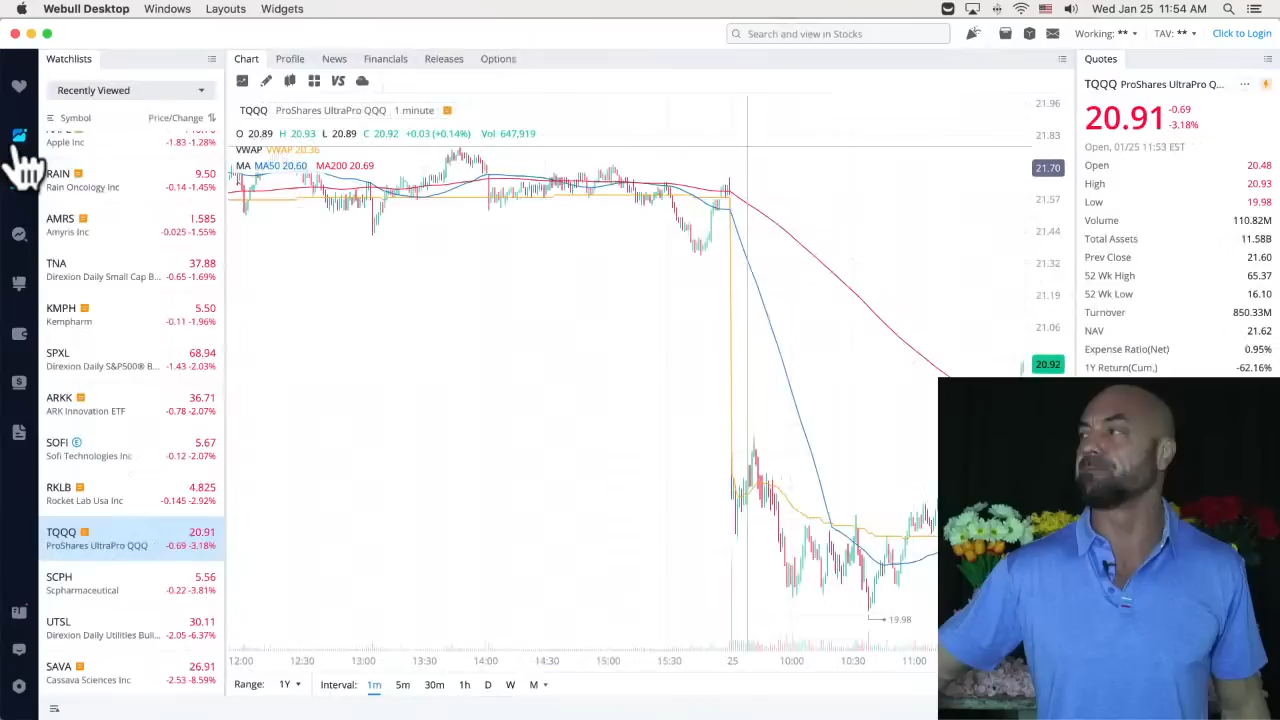 Webull Desktop Windows Layouts Widgets
Wed Jan 25 11:54 AM
Search and view in Stocks
Working: ** TAV: ** Click to Login
Watchlists
Recently Viewed
Symbol Price/Change
Apple Inc -1.83 -1.28%
RAIN 9.50
Rain Oncology Inc -0.14 -1.45%
AMRS 1.585
Amyris Inc -0.025 -1.55%
TNA 37.88
Direxion Daily Small Cap B... -0.65 -1.69%
KMPH 5.50
Kempharm -0.11 -1.96%
SPXL 68.94
Direxion Daily S&P500® B... -1.43 -2.03%
ARKK 36.71
ARK Innovation ETF -0.78 -2.07%
SOFI E 5.67
Sofi Technologies Inc -0.12 -2.07%
RKLB 4.825
Rocket Lab Usa Inc -0.145 -2.92%
TQQQ 20.91
ProShares UltraPro QQQ -0.69 -3.18%
SCPH 5.56
Scpharmaceutical -0.22 -3.81%
UTSL 30.91
Direxion Daily Utilities Bull... -2.05 -6.37%
SAVA 26.91
Cassava Sciences Inc -2.53 -8.59%
Chart Profile News Financials Releases Options
VS
TQQQ ProShares UltraPro QQQ 1 minute
O 20.89 H 20.93 L 20.89 C 20.92 +0.03 (+0.14%) Vol 647,919
VWAP VWAP 20.36
MA MA50 20.60 MA200 20.69
21.96
21.83
21.70
21.57
21.44
21.32
21.19
21.06
20.92
19.98
12:00 12:30 13:00 13:30 14:00 14:30 15:00 15:30 25 10:00 10:30 11:00
Range: 1Y Interval: 1m 5m 30m 1h D W M
Quotes
TQQQ ProShares UltraPro Q...
20.91 -0.69
-3.18%
Open, 01/25 11:53 EST
Open 20.48
High 20.93
Low 19.98
Volume 110.82M
Total Assets 11.58B
Prev Close 21.60
52 Wk High 65.37
52 Wk Low 16.10
Turnover 850.33M
NAV 21.62
Expense Ratio(Net) 0.95%
1Y Return(Cum.) -62.16%